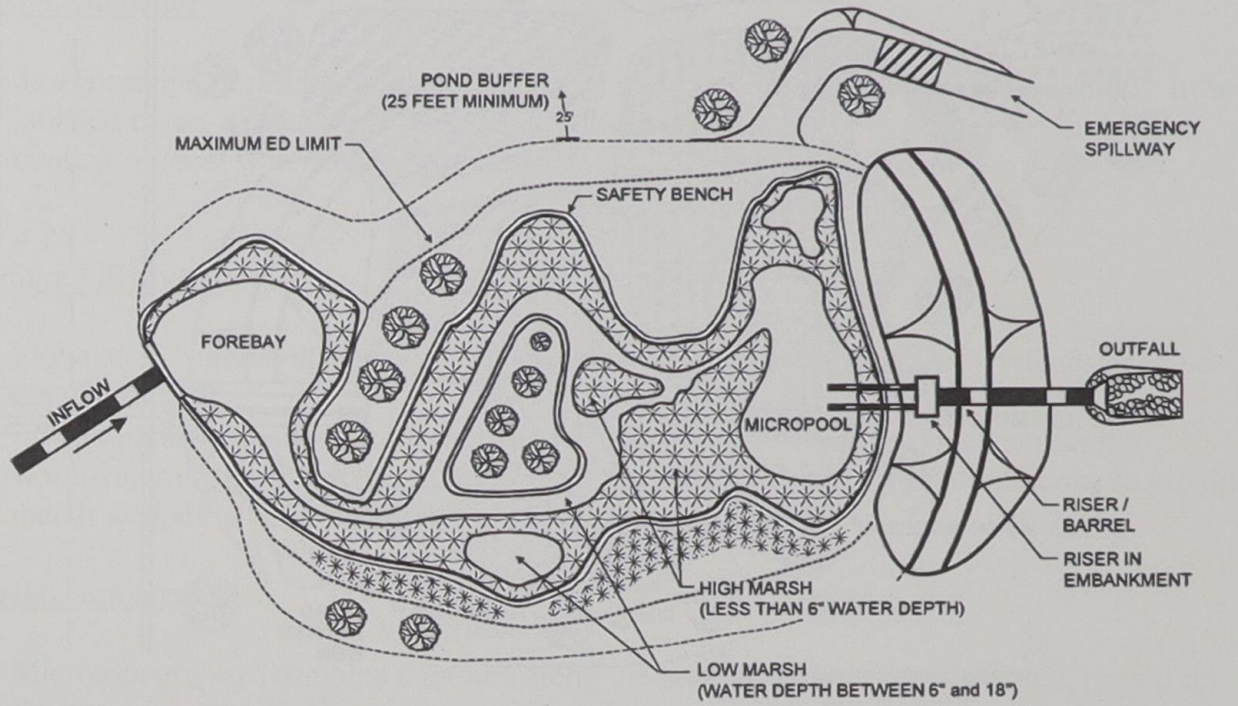 POND BUFFER
(25 FEET MINIMUM)
25'
MAXIMUM ED LIMIT
EMERGENCY
SPILLWAY
SAFETY BENCH
FOREBAY
INFLOW
OUTFALL
MICROPOOL
RISER /
BARREL
RISER IN
EMBANKMENT
HIGH MARSH
(LESS THAN 6" WATER DEPTH)
LOW MARSH
(WATER DEPTH BETWEEN 6" and 18")